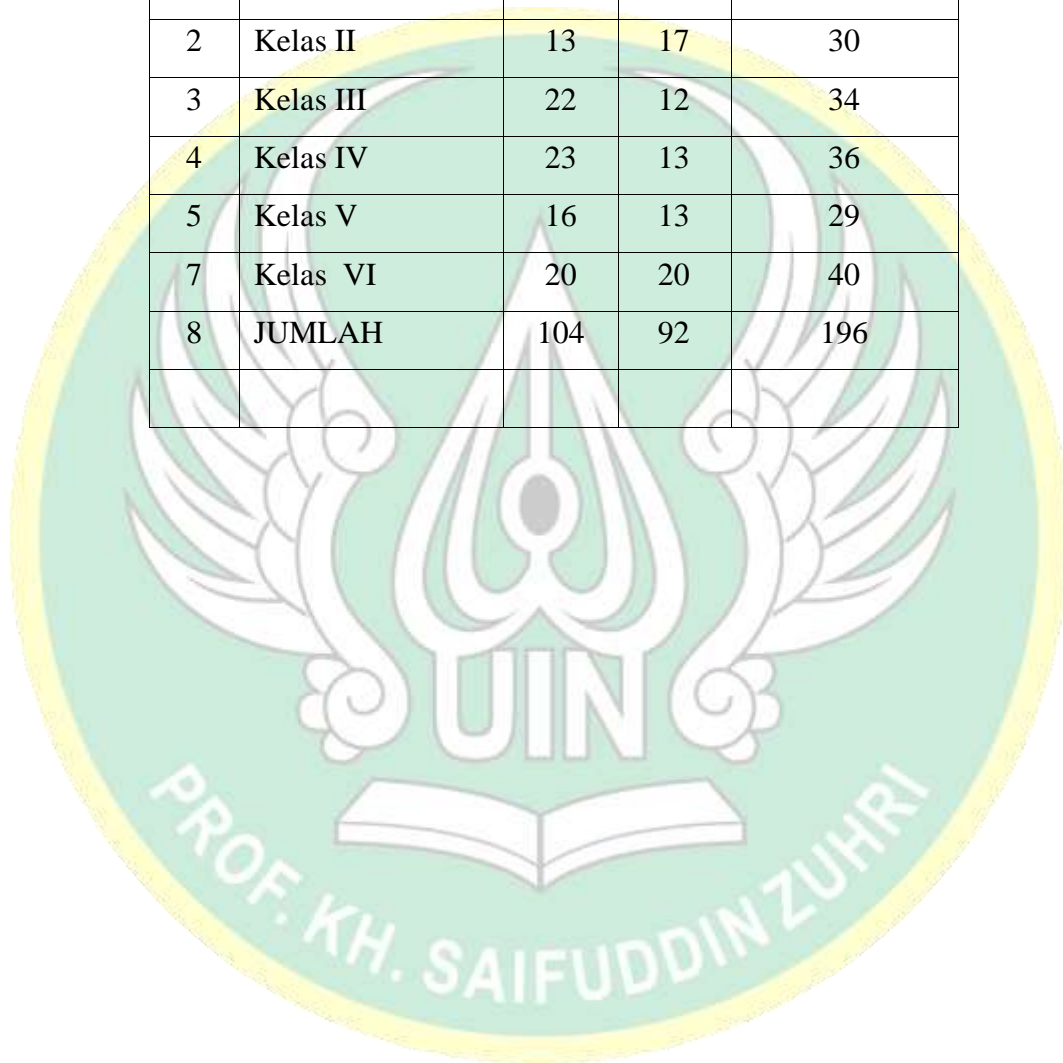 2 Kelas II 13 17 30
3 Kelas III 22 12 34
4 Kelas IV 23 13 36
5 Kelas V 16 13 29
7 Kelas VI 20 20 40
8 JUMLAH 104 92 196
UIN
PROF. KH. SAIFUDDIN ZUHRI